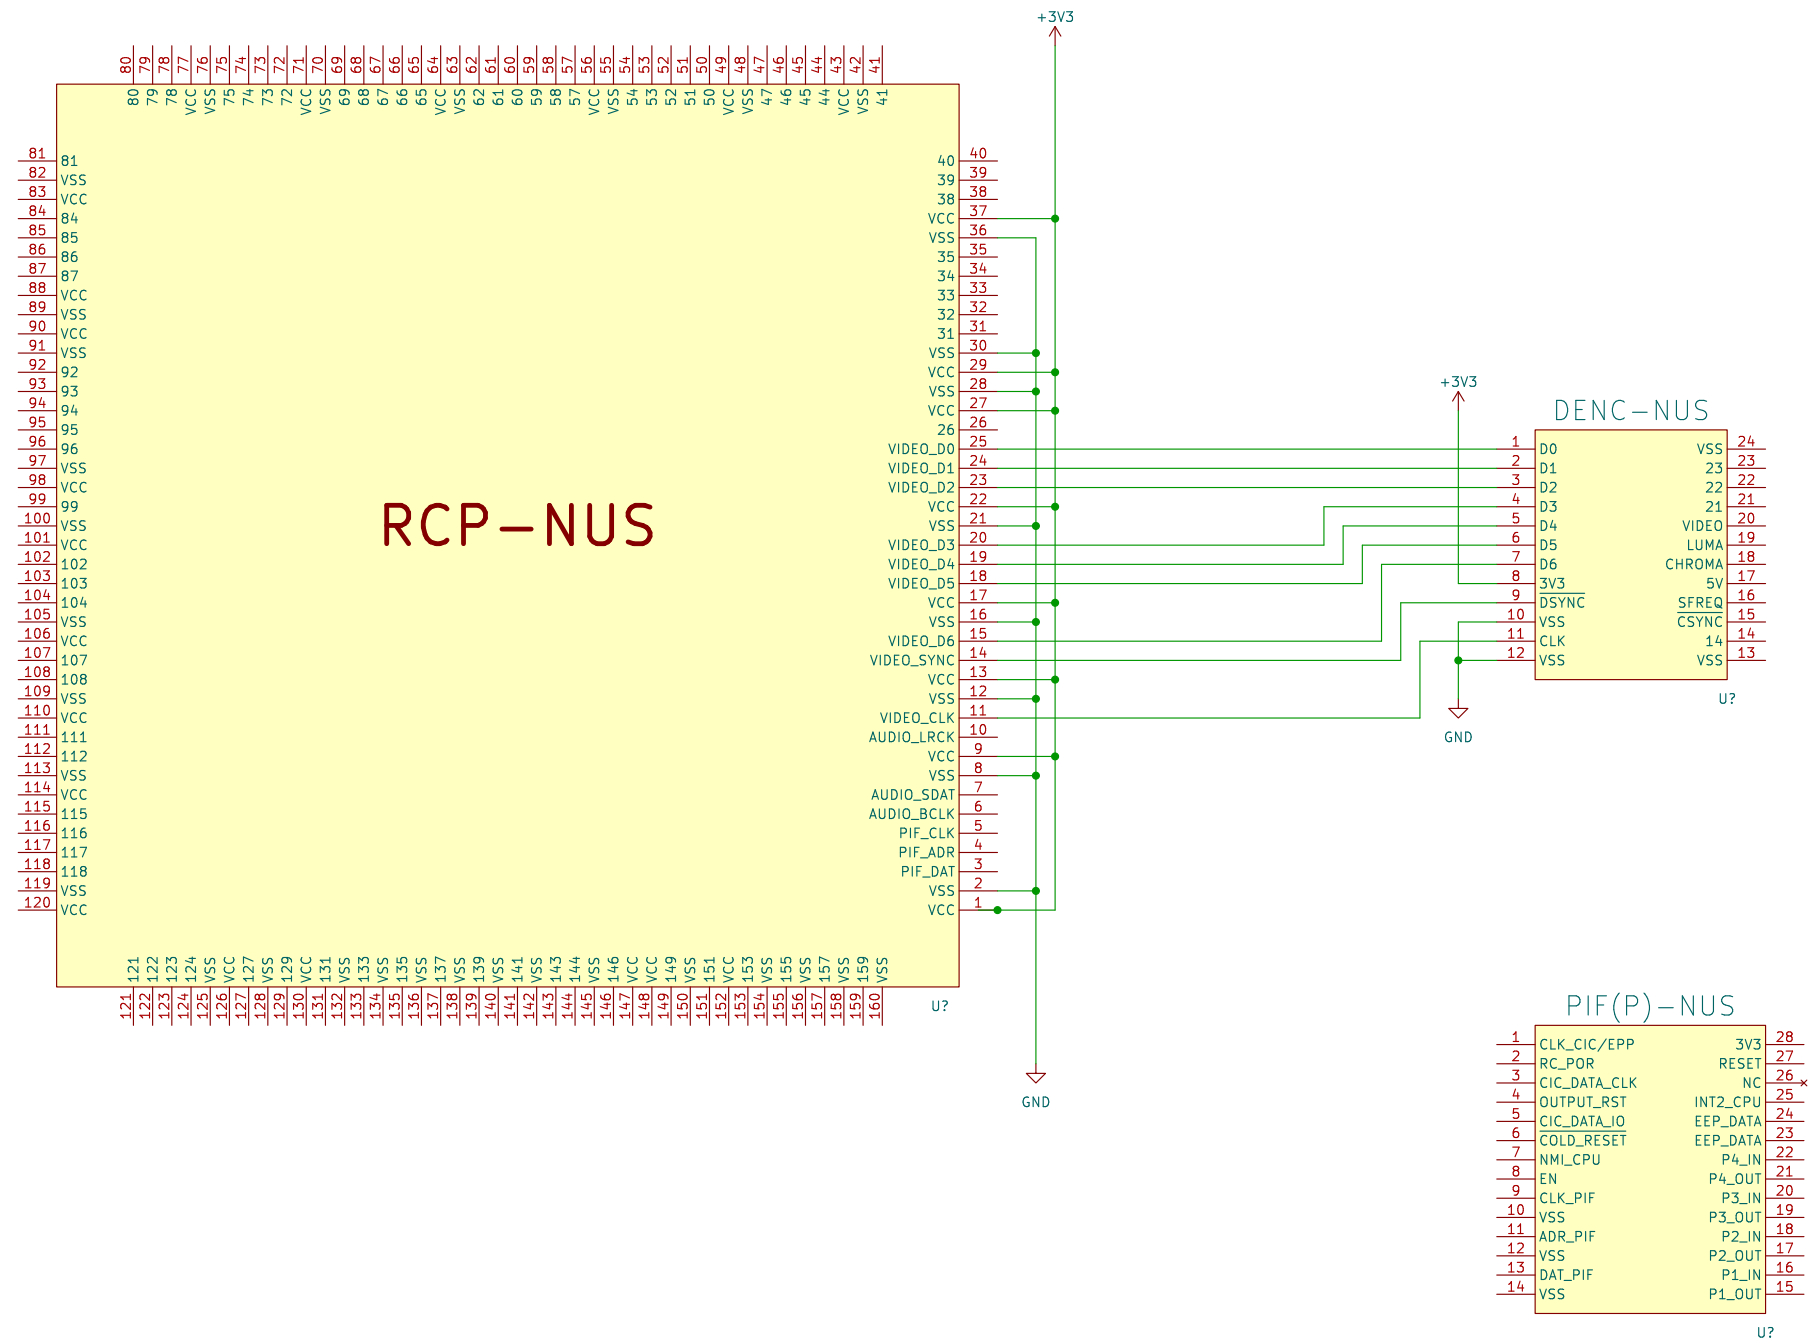 +3V3
80 79 78 77 76 75 74 73 72 71 70 69 68 67 66 65 64 63 62 61 60 59 58 57 56 55 54 53 52 51 50 49 48 47 46 45 44 43 42 41
80 79 78 VCC VSS 75 74 73 72 VCC VSS 69 68 67 66 65 VCC VSS 62 61 60 59 58 57 VCC VSS 54 53 52 51 50 VCC VSS 47 46 45 44 VCC VSS 41
81 81
82 VSS
83 VCC
84 84
85 85
86 86
87 87
88 VCC
89 VSS
90 VCC
91 VSS
92 92
93 93
94 94
95 95
96 96
97 VSS
98 VCC
99 99
100 VSS
101 VCC
102 102
103 103
104 104
105 VSS
106 VCC
107 107
108 108
109 VSS
110 VCC
111 111
112 112
113 VSS
114 VCC
115 115
116 116
117 117
118 118
119 VSS
120 VCC
RCP-NUS
40 40
39 39
38 38
VCC 37
VSS 36
35 35
34 34
33 33
32 32
31 31
VSS 30
VCC 29
VSS 28
VCC 27
26 26
VIDEO_D0 25
VIDEO_D1 24
VIDEO_D2 23
VCC 22
VSS 21
VIDEO_D3 20
VIDEO_D4 19
VIDEO_D5 18
VCC 17
VSS 16
VIDEO_D6 15
VIDEO_SYNC 14
VCC 13
VSS 12
VIDEO_CLK 11
AUDIO_LRCK 10
VCC 9
VSS 8
AUDIO_SDAT 7
AUDIO_BCLK 6
PIF_CLK 5
PIF_ADR 4
PIF_DAT 3
VSS 2
VCC 1
121 122 123 124 VSS VCC 127 VSS 129 VCC 131 VSS 133 VSS 135 VSS 137 VSS 139 VSS 141 VSS 143 144 VSS 146 VCC VCC 149 VSS 151 VCC 153 VSS 155 VSS 157 VSS 159 VSS
121 122 123 124 125 126 127 128 129 130 131 132 133 134 135 136 137 138 139 140 141 142 143 144 145 146 147 148 149 150 151 152 153 154 155 156 157 158 159 160
U?
GND
+3V3
DENC-NUS
1 D0 VSS 24
2 D1 23 23
3 D2 22 22
4 D3 21 21
5 D4 VIDEO 20
6 D5 LUMA 19
7 D6 CHROMA 18
8 3V3 5V 17
9 DSYNC SFREQ 16
10 VSS CSYNC 15
11 CLK 14 14
12 VSS VSS 13
U?
GND
PIF(P)-NUS
1 CLK_CIC/EPP 3V3 28
2 RC_POR RESET 27
3 CIC_DATA_CLK NC 26
4 OUTPUT_RST INT2_CPU 25
5 CIC_DATA_IO EEP_DATA 24
6 COLD_RESET EEP_DATA 23
7 NMI_CPU P4_IN 22
8 EN P4_OUT 21
9 CLK_PIF P3_IN 20
10 VSS P3_OUT 19
11 ADR_PIF P2_IN 18
12 VSS P2_OUT 17
13 DAT_PIF P1_IN 16
14 VSS P1_OUT 15
U?